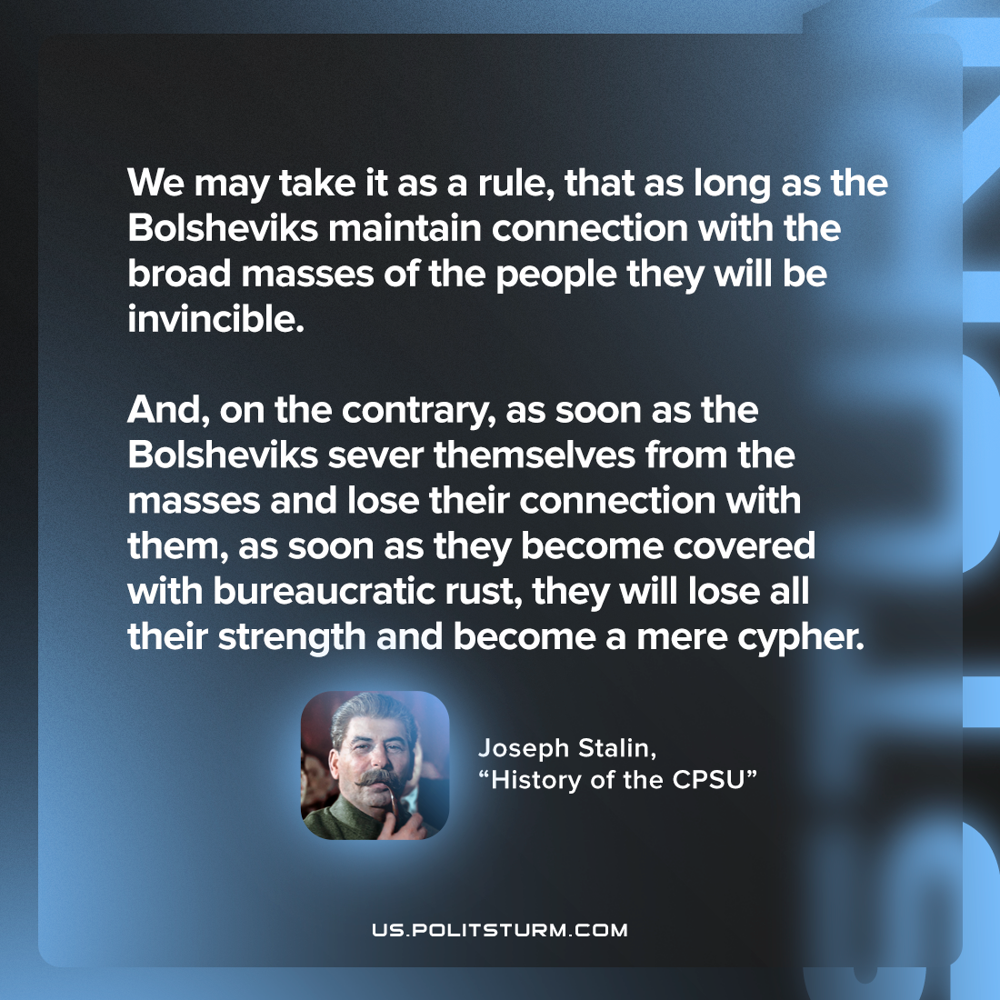 We may take it as a rule, that as long as the
Bolsheviks maintain connection with the
broad masses of the people they will be
invincible.
And, on the contrary, as soon as the
Bolsheviks sever themselves from the
masses and lose their connection with
them, as soon as they become covered
with bureaucratic rust, they will lose all
their strength and become a mere cypher.
Joseph Stalin,
“History of the CPSU”
US.POLITSTURM.COM